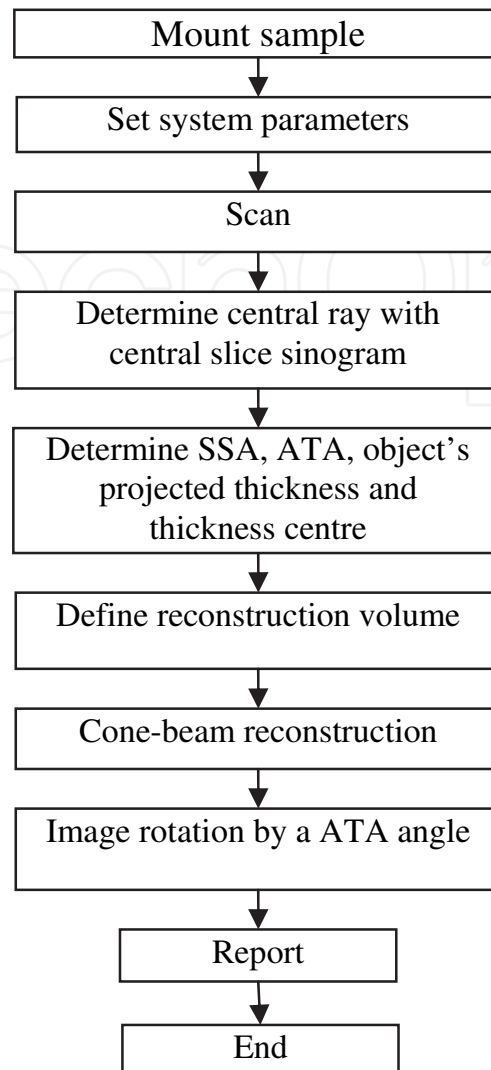 Mount sample
Set system parameters
Scan
Determine central ray with
central slice sinogram
Determine SSA, ATA, object's
projected thickness and
thickness centre
Define reconstruction volume
Cone-beam reconstruction
Image rotation by a ATA angle
Report
End